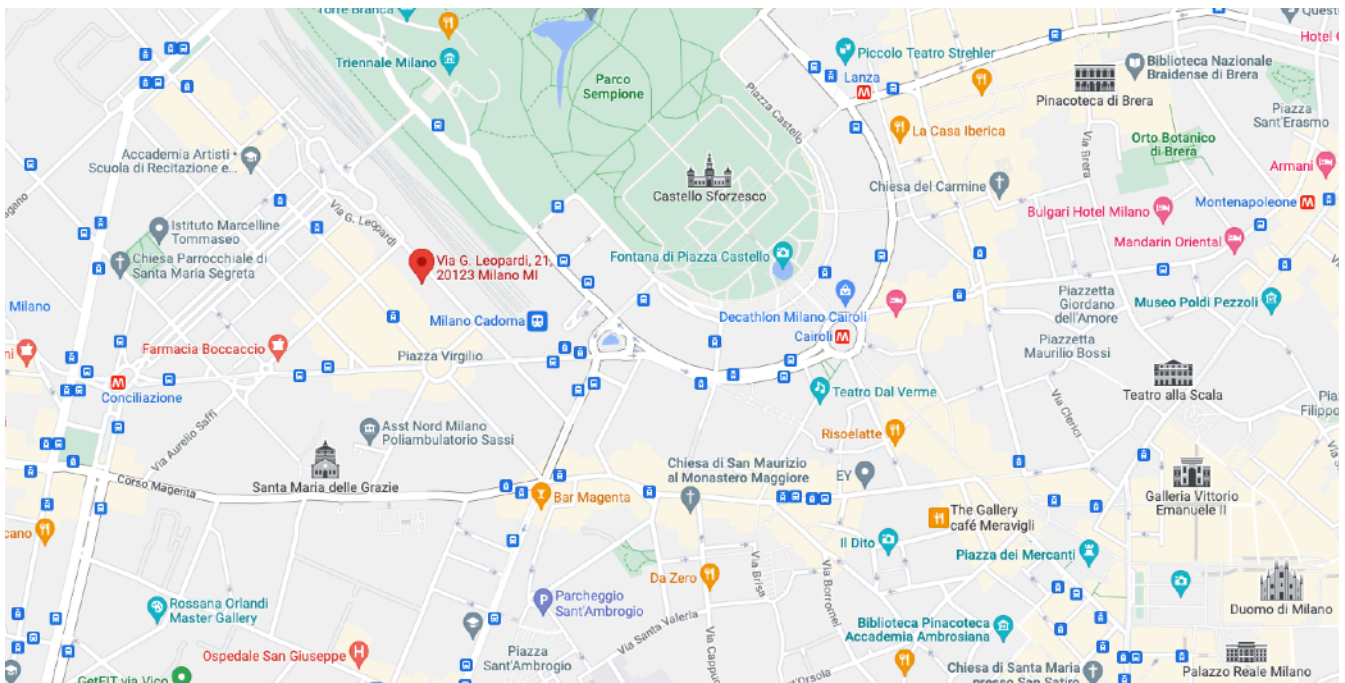 Torre Branca
Triennale Milano
Parco
Sempione
Piazza Castello
Piccolo Teatro Strehler
Lanza
M
La Casa Iberica
Pinacoteca di Brera
Biblioteca Nazionale
Braidense di Brera
Hotel
Piazza
Sant'Erasmo
Orto Botanico
di Brera
Via Brera
Armani
Montenapoleone
M
Chiesa del Carmine
Bulgari Hotel Milano
Mandarin Oriental
Accademia Artisti •
Scuola di Recitazione e...
Istituto Marcelline
Tommaseo
Chiesa Parrocchiale di
Santa Maria Segreta
Via G. Leopardi
Via G. Leopardi, 21,
20123 Milano MI
Castello Sforzesco
Fontana di Piazza Castello
Decathlon Milano Cairoli
Cairoli
M
Piazzetta
Giordano
dell'Amore
Museo Poldi Pezzoli
Piazzetta
Maurilio Bossi
Milano
Milano Cadorna
Farmacia Boccaccio
Piazza Virgilio
M
Conciliazione
Teatro Dal Verme
Teatro alla Scala
Via Clerici
Filippo
Via Aurelio Saffi
Asst Nord Milano
Poliambulatorio Sassi
Risoelatte
Santa Maria delle Grazie
Corso Magenta
Chiesa di San Maurizio
al Monastero Maggiore
EY
Galleria Vittorio
Emanuele II
Bar Magenta
The Gallery
café Meravigli
Il Dito
Piazza dei Mercanti
Da Zero
Via Brisa
Via Borromei
Duomo di Milano
Rossana Orlandi
Master Gallery
P
Parcheggio
Sant'Ambrogio
Via Santa Valeria
Via Cappuc
Biblioteca Pinacoteca
Accademia Ambrosiana
Ospedale San Giuseppe
H
Piazza
Sant'Ambrogio
Chiesa di Santa Maria
presso San Satiro
Palazzo Reale Milano
GetFIT via Vico